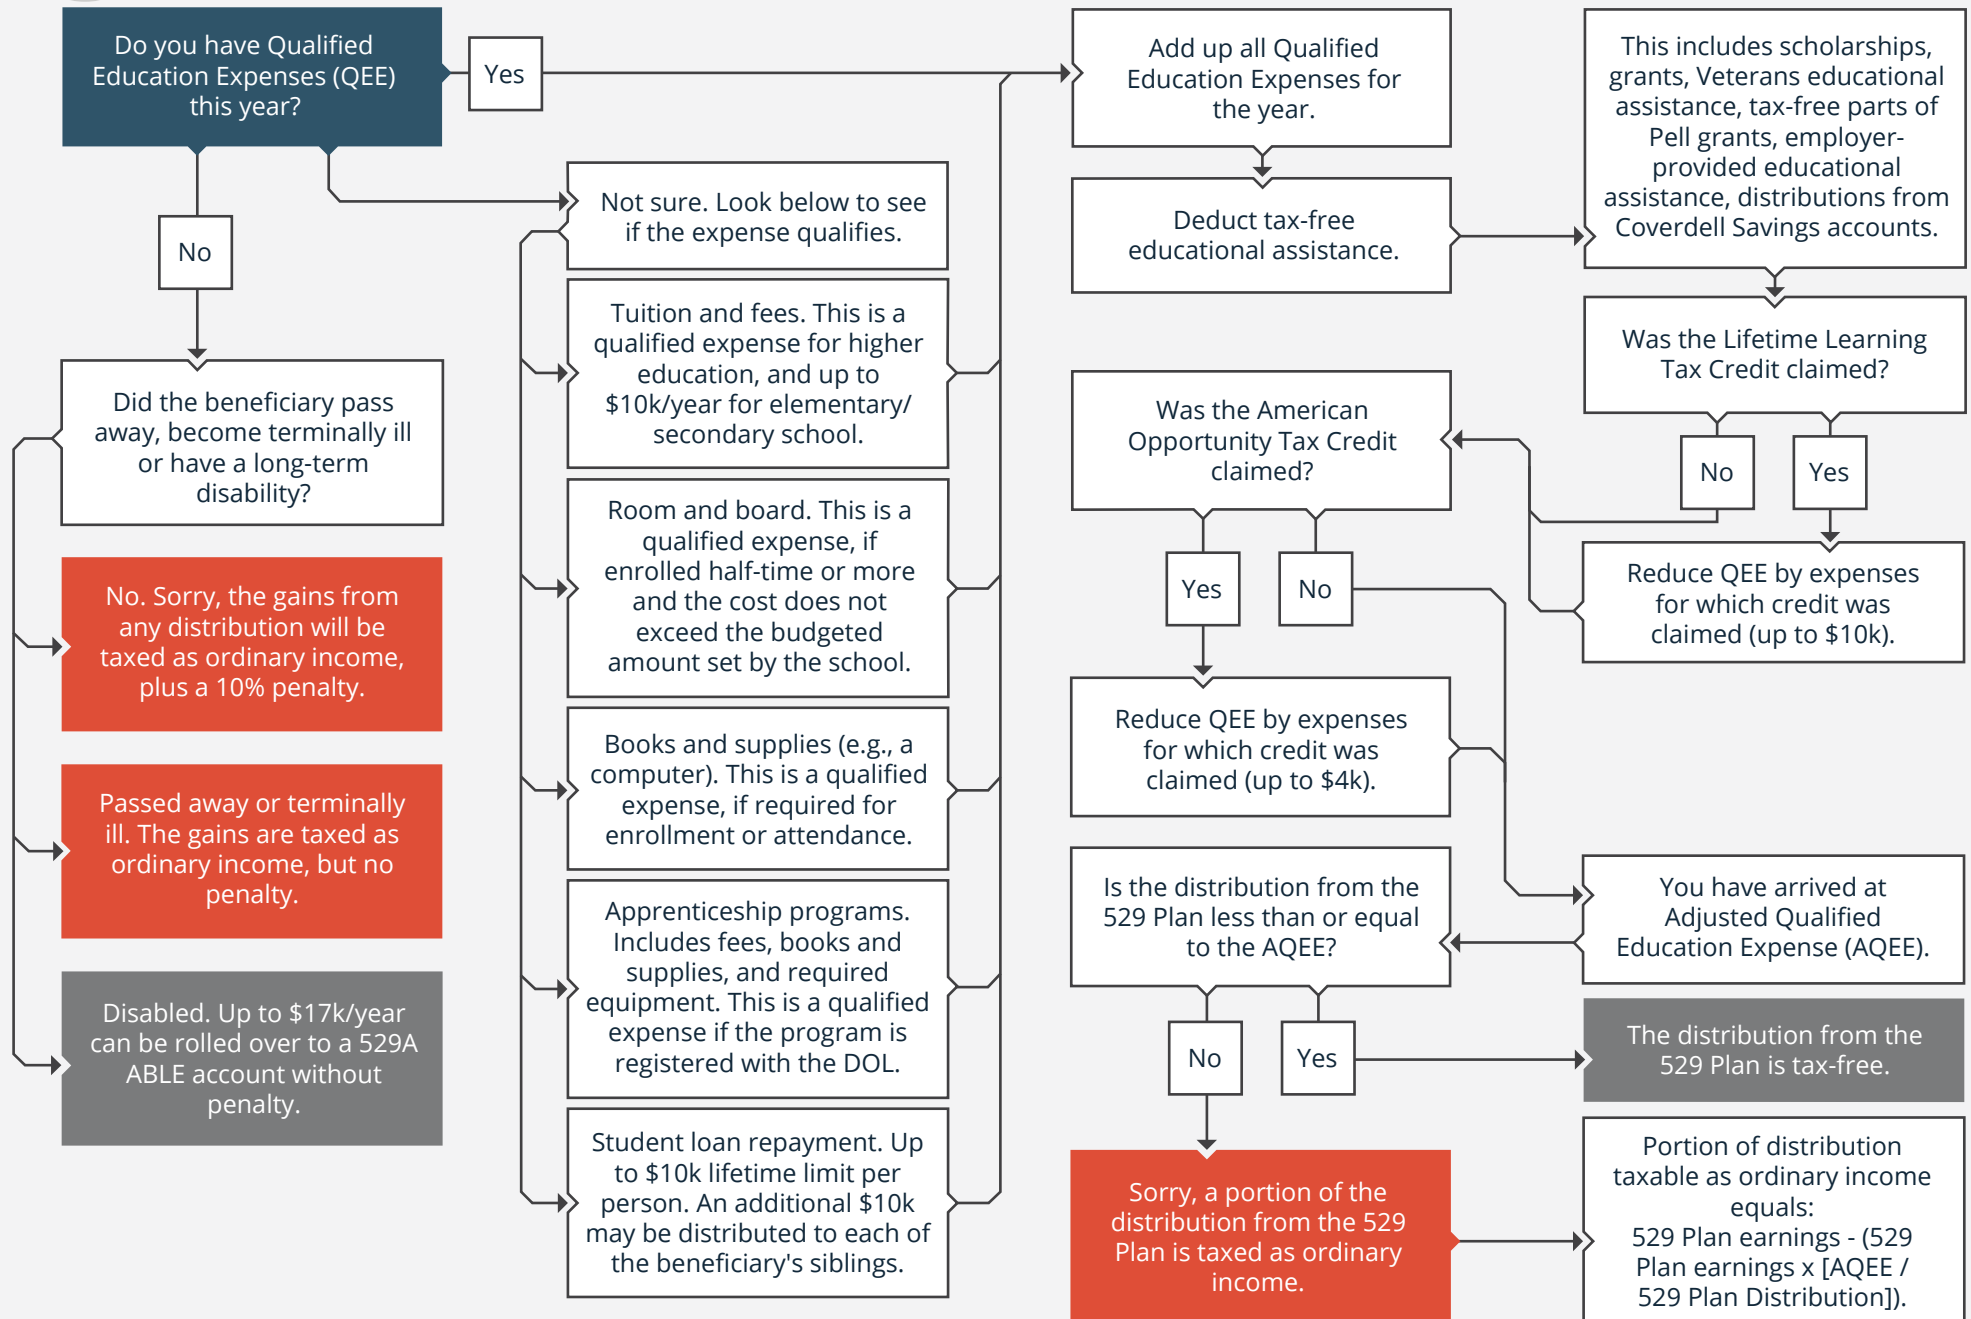 Do you have Qualified
Education Expenses (QEE)
this year?
Yes
No
Did the beneficiary pass
away, become terminally ill
or have a long-term
disability?
No. Sorry, the gains from
any distribution will be
taxed as ordinary income,
plus a 10% penalty.
Passed away or terminally
ill. The gains are taxed as
ordinary income, but no
penalty.
Disabled. Up to $17k/year
can be rolled over to a 529A
ABLE account without
penalty.
Not sure. Look below to see
if the expense qualifies.
Tuition and fees. This is a
qualified expense for higher
education, and up to
$10k/year for elementary/
secondary school.
Room and board. This is a
qualified expense, if
enrolled half-time or more
and the cost does not
exceed the budgeted
amount set by the school.
Books and supplies (e.g., a
computer). This is a qualified
expense, if required for
enrollment or attendance.
Apprenticeship programs.
Includes fees, books and
supplies, and required
equipment. This is a qualified
expense if the program is
registered with the DOL.
Student loan repayment. Up
to $10k lifetime limit per
person. An additional $10k
may be distributed to each of
the beneficiary's siblings.
Add up all Qualified
Education Expenses for
the year.
Deduct tax-free
educational assistance.
This includes scholarships,
grants, Veterans educational
assistance, tax-free parts of
Pell grants, employer-
provided educational
assistance, distributions from
Coverdell Savings accounts.
Was the Lifetime Learning
Tax Credit claimed?
No
Yes
Reduce QEE by expenses
for which credit was
claimed (up to $10k).
Was the American
Opportunity Tax Credit
claimed?
Yes
No
Reduce QEE by expenses
for which credit was
claimed (up to $4k).
You have arrived at
Adjusted Qualified
Education Expense (AQEE).
Is the distribution from the
529 Plan less than or equal
to the AQEE?
No
Yes
The distribution from the
529 Plan is tax-free.
Sorry, a portion of the
distribution from the 529
Plan is taxed as ordinary
income.
Portion of distribution
taxable as ordinary income
equals:
529 Plan earnings - (529
Plan earnings x [AQEE /
529 Plan Distribution]).